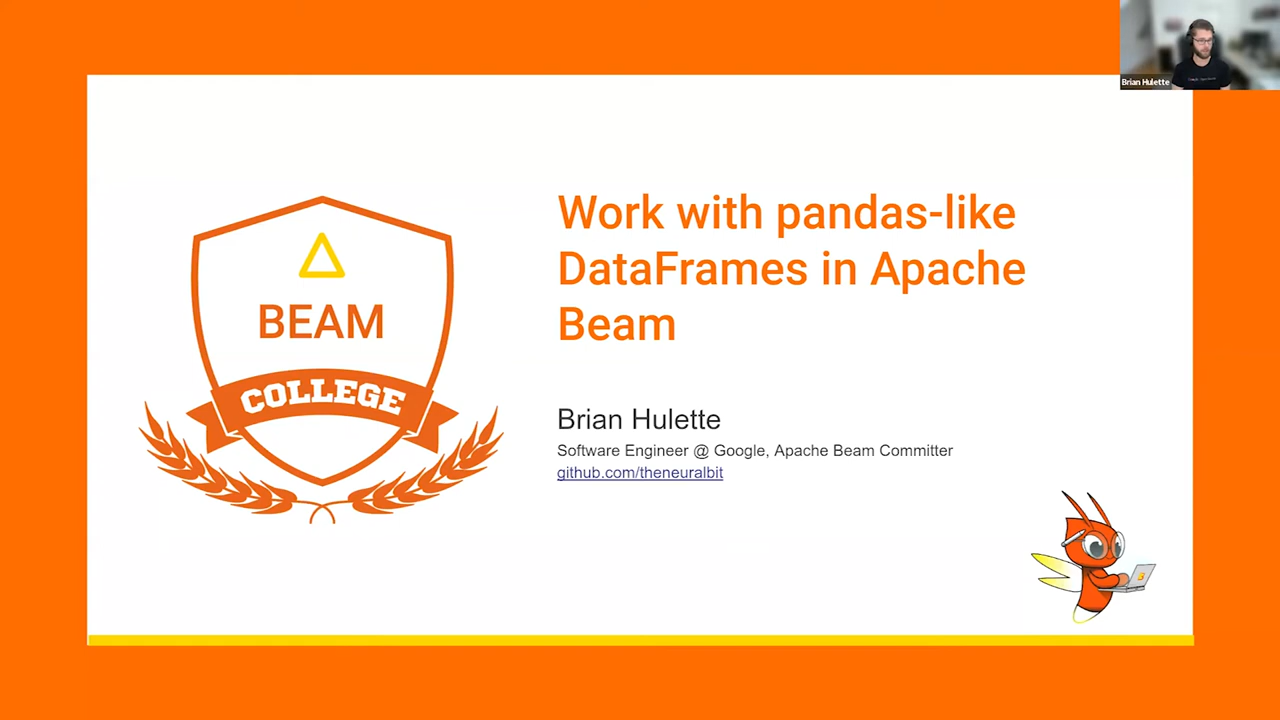 Brian Hulette
BEAM
COLLEGE
Work with pandas-like
DataFrames in Apache
Beam
Brian Hulette
Software Engineer @ Google, Apache Beam Committer
github.com/theneuralbit